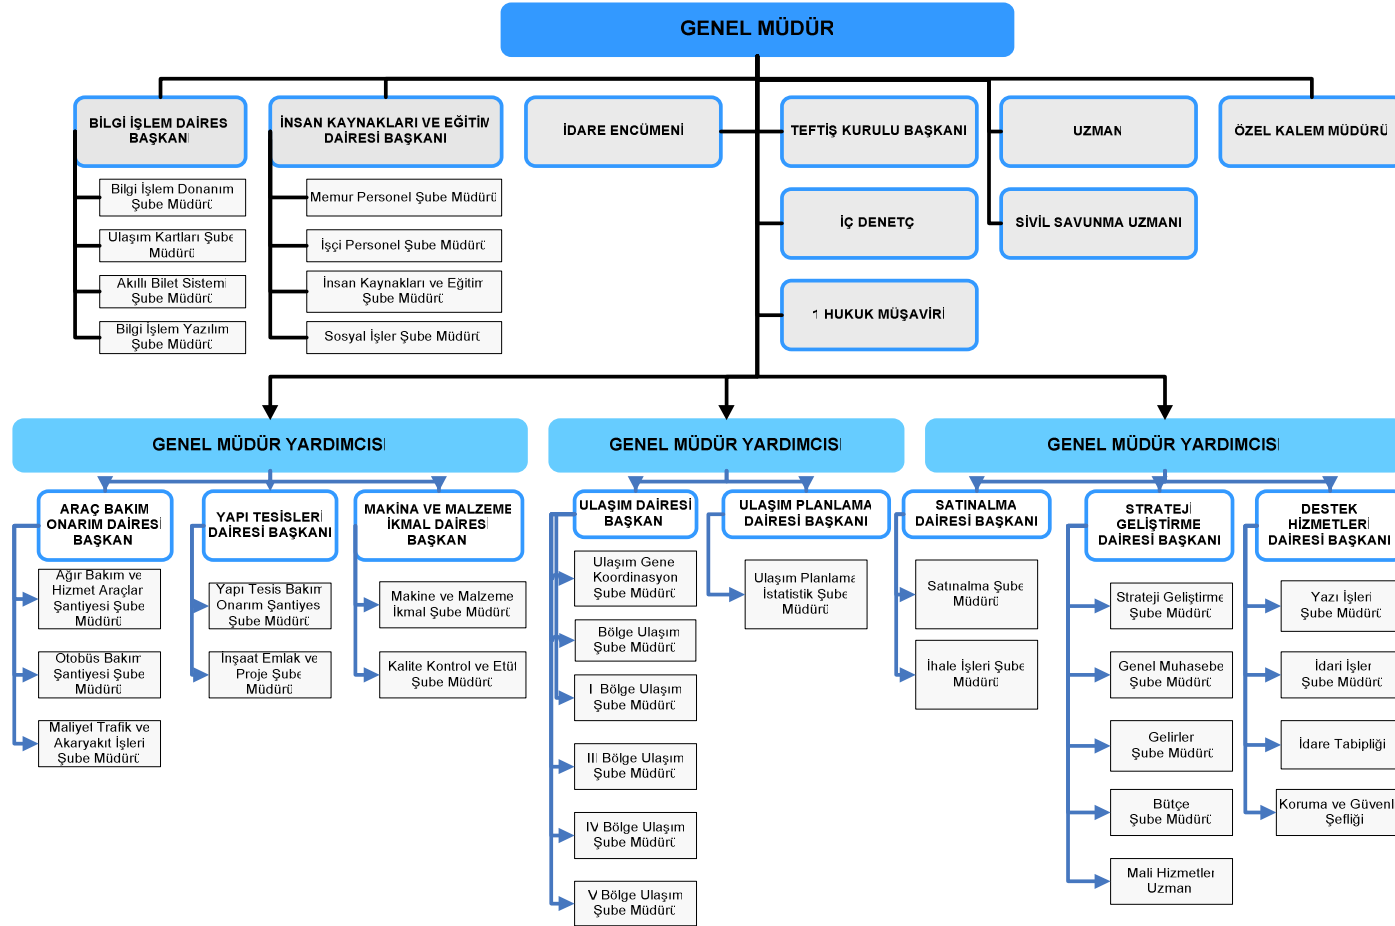 GENEL MÜDÜR
BİLGİ İŞLEM DAİRES
BAŞKANI
İNSAN KAYNAKLARI VE EĞİTİM
DAİRESİ BAŞKANI
İDARE ENCÜMENİ
TEFTİŞ KURULU BAŞKANI
UZMAN
ÖZEL KALEM MÜDÜRÜ
Bilgi İşlem Donanım
Şube Müdürü
Ulaşım Kartları Şube
Müdürü
Akıllı Bilet Sistemi
Şube Müdürü
Bilgi İşlem Yazılım
Şube Müdürü
Memur Personel Şube Müdürü
İşçi Personel Şube Müdürü
İnsan Kaynakları ve Eğitim
Şube Müdürü
Sosyal İşler Şube Müdürü
İÇ DENETÇ
SİVİL SAVUNMA UZMANI
1 HUKUK MÜŞAVİRİ
GENEL MÜDÜR YARDIMCISI
GENEL MÜDÜR YARDIMCISI
GENEL MÜDÜR YARDIMCISI
ARAÇ BAKIM
ONARIM DAİRESİ
BAŞKAN
YAPI TESİSLERİ
DAİRESİ BAŞKANI
MAKİNA VE MALZEME
İKMAL DAİRESİ
BAŞKAN
ULAŞIM DAİRESİ
BAŞKAN
ULAŞIM PLANLAMA
DAİRESİ BAŞKANI
SATINALMA
DAİRESİ BAŞKANI
STRATEJİ
GELİŞTİRME
DAİRESİ BAŞKANI
DESTEK
HİZMETLERİ
DAİRESİ BAŞKANI
Ağır Bakım ve
Hizmet Araçlar
Şantiyesi Şube
Müdürü
Otobüs Bakım
Şantiyesi Şube
Müdürü
Maliyet Trafik ve
Akaryakıt İşleri
Şube Müdürü
Yapı Tesis Bakım
Onarım Şantiyes
Şube Müdürü
İnşaat Emlak ve
Proje Şube
Müdürü
Makine ve Malzeme
İkmal Şube Müdürü
Kalite Kontrol ve Etüt
Şube Müdürü
Ulaşım Gene
Koordinasyon
Şube Müdürü
Bölge Ulaşım
Şube Müdürü
I Bölge Ulaşım
Şube Müdürü
III Bölge Ulaşım
Şube Müdürü
IV Bölge Ulaşım
Şube Müdürü
V Bölge Ulaşım
Şube Müdürü
Ulaşım Planlama
İstatistik Şube
Müdürü
Satınalma Şube
Müdürü
İhale İşleri Şube
Müdürü
Strateji Geliştirme
Şube Müdürü
Genel Muhasebe
Şube Müdürü
Gelirler
Şube Müdürü
Bütçe
Şube Müdürü
Mali Hizmetler
Uzman
Yazı İşleri
Şube Müdürü
İdari İşler
Şube Müdürü
İdare Tabipliği
Koruma ve Güvenl
Şefliği